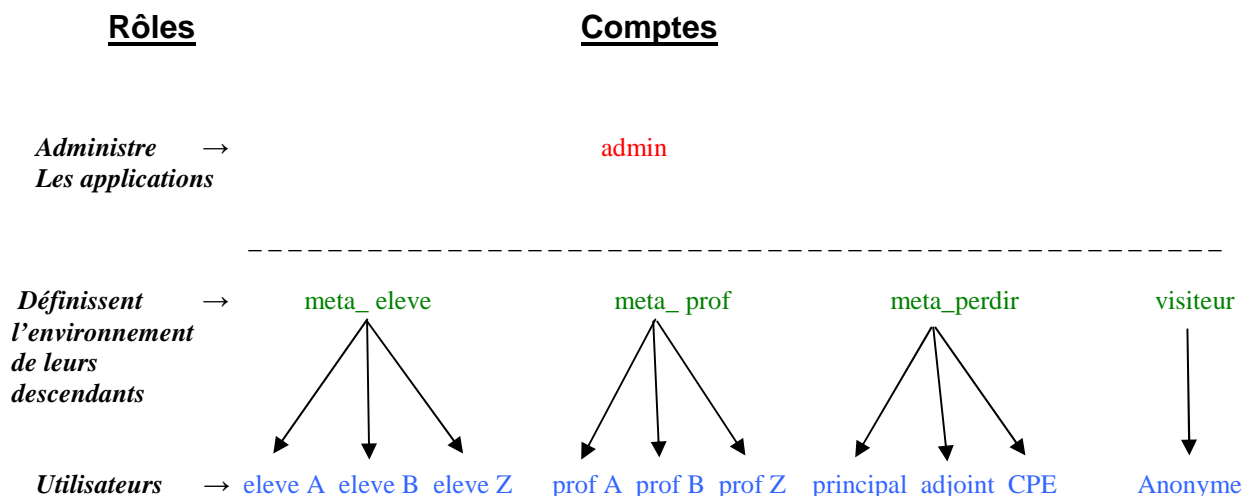 Rôles Comptes
Administre → admin
Les applications
Définissent → meta_ eleve meta_ prof meta_perdir visiteur
l’environnement
de leurs
descendants
Utilisateurs → eleve A eleve B eleve Z prof A prof B prof Z principal adjoint CPE Anonyme